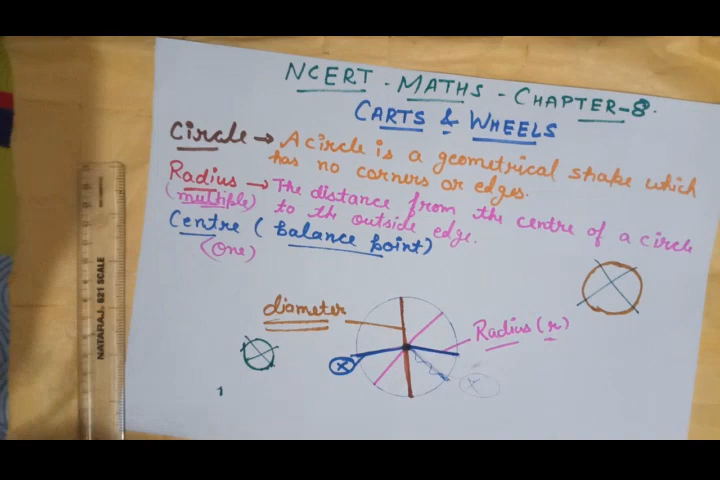 NCERT - MATHS - CHAPTER-8.
CARTS & WHEELS
Circle → A circle is a geometrical shape which
has no corners or edges.
Radius → The distance from the centre of a circle
(multiple) to the outside edge.
Centre (balance point)
(One)
diameter
Radius (r)
X
X
1
NATARAJ. 621 SCALE